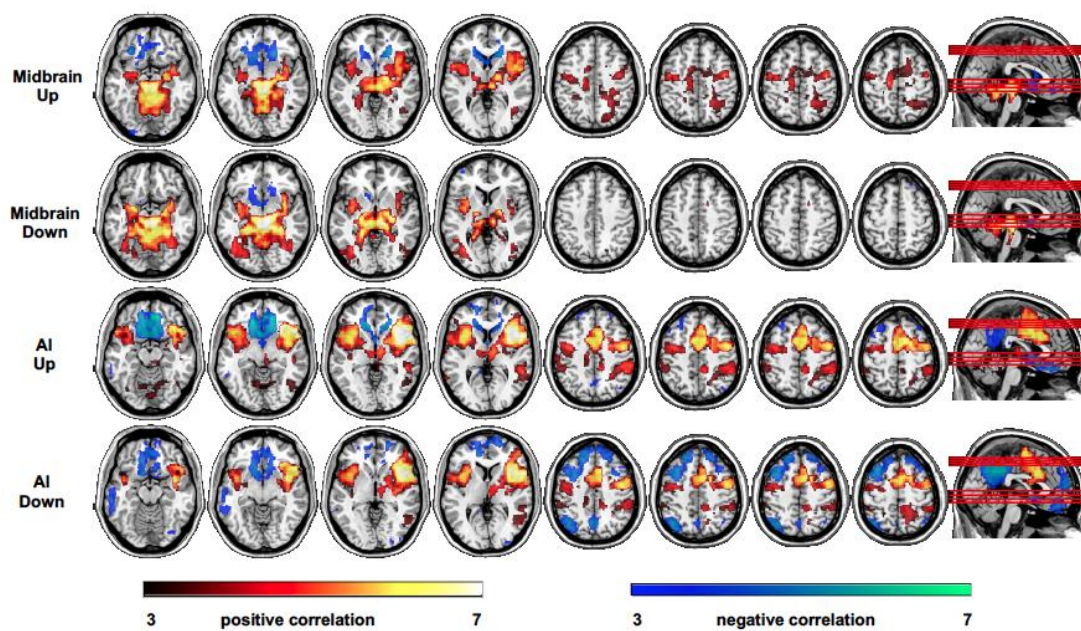 Midbrain
Up
Midbrain
Down
AI
Up
AI
Down
3 positive correlation 7
3 negative correlation 7